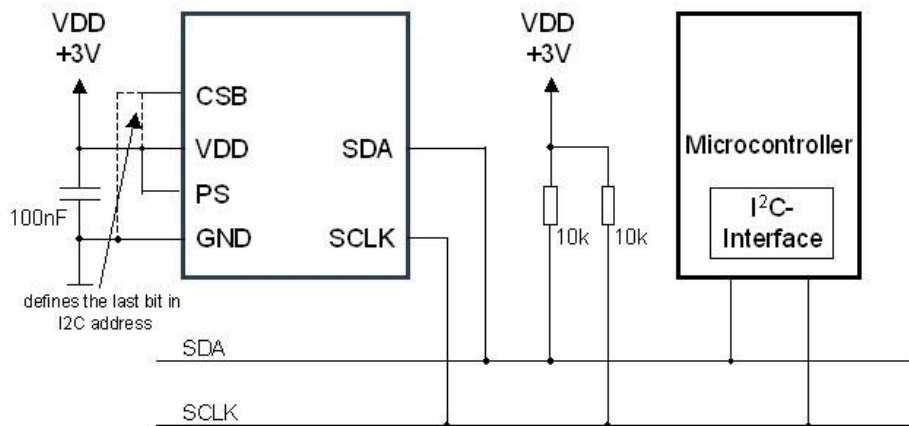 VDD
+3V
CSB
VDD
PS
GND
SDA
SCLK
100nF
defines the last bit in
I2C address
VDD
+3V
10k
10k
Microcontroller
I²C-
Interface
SDA
SCLK